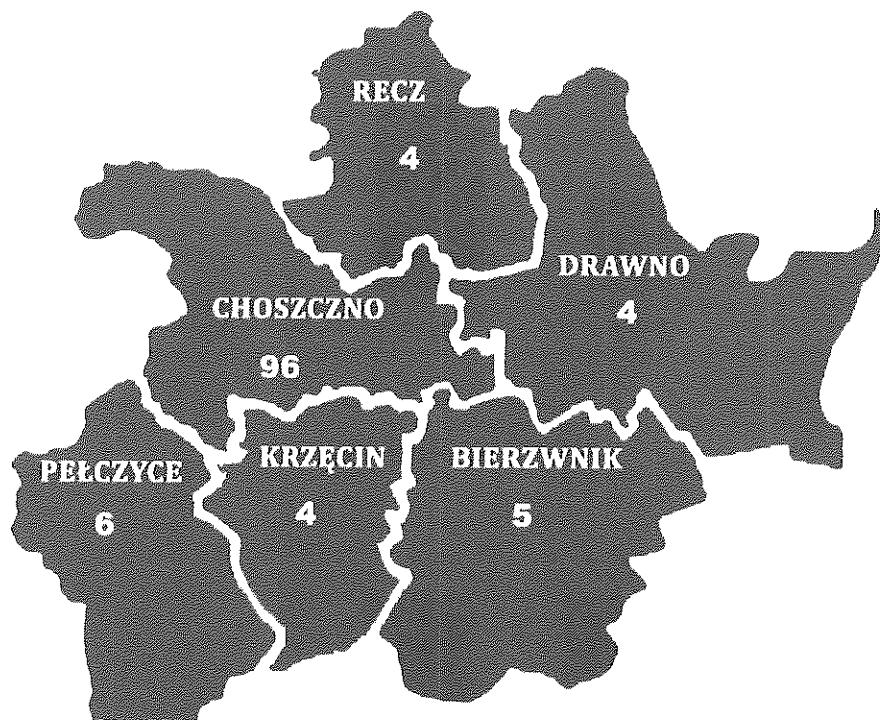 RECZ
4
DRAWNO
4
CHOSZCZNO
96
PEŁCZYCE
6
KRZĘCIN
4
BIERZWNIK
5